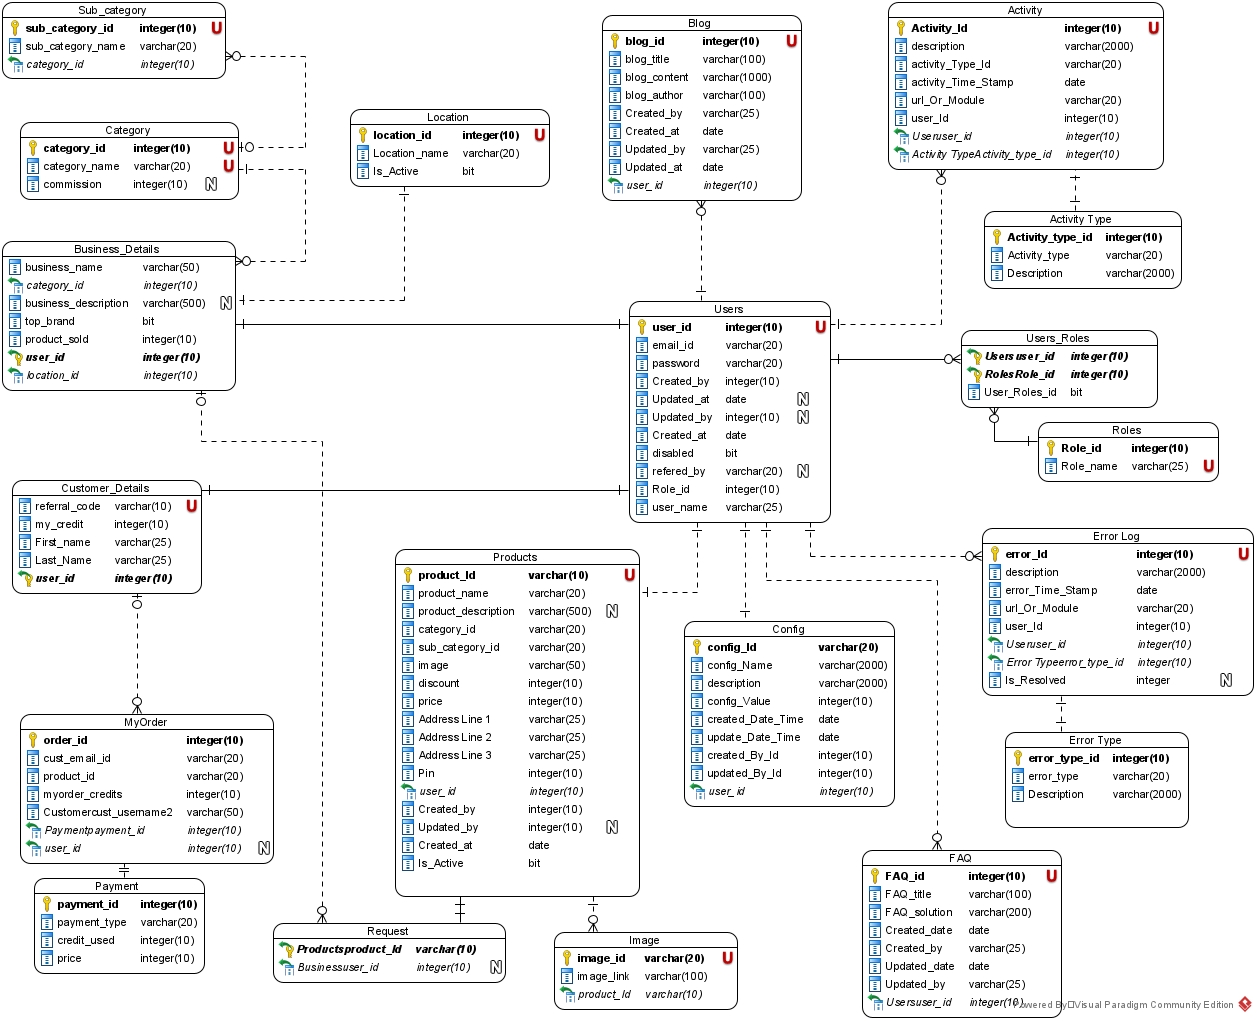 Sub_category
sub_category_id integer(10) U
sub_category_name varchar(20)
category_id integer(10)
Category
category_id integer(10) U
category_name varchar(20) U
commission integer(10) N
Business_Details
business_name varchar(50)
category_id integer(10)
business_description varchar(500) N
top_brand bit
product_sold integer(10)
user_id integer(10)
location_id integer(10)
Location
location_id integer(10) U
Location_name varchar(20)
Is_Active bit
Blog
blog_id integer(10) U
blog_title varchar(100)
blog_content varchar(1000)
blog_author varchar(100)
Created_by varchar(25)
Created_at date
Updated_by varchar(25)
Updated_at date
user_id integer(10)
Activity
Activity_Id integer(10) U
description varchar(2000)
activity_Type_Id varchar(20)
activity_Time_Stamp date
url_Or_Module varchar(20)
user_Id integer(10)
Useruser_id integer(10)
Activity TypeActivity_type_id integer(10)
Activity Type
Activity_type_id integer(10)
Activity_type varchar(20)
Description varchar(2000)
Users
user_id integer(10) U
email_id varchar(20)
password varchar(20)
Created_by integer(10)
Updated_at date N
Updated_by integer(10) N
Created_at date
disabled bit
refered_by varchar(20) N
Role_id integer(10)
user_name varchar(25)
Users_Roles
Usersuser_id integer(10)
RolesRole_id integer(10)
User_Roles_id bit
Roles
Role_id integer(10)
Role_name varchar(25) U
Customer_Details
referral_code varchar(10) U
my_credit integer(10)
First_name varchar(25)
Last_Name varchar(25)
user_id integer(10)
Products
product_Id varchar(10) U
product_name varchar(20)
product_description varchar(500) N
category_id varchar(20)
sub_category_id varchar(20)
image varchar(50)
discount integer(10)
price integer(10)
Address Line 1 varchar(25)
Address Line 2 varchar(25)
Address Line 3 varchar(25)
Pin integer(10)
user_id integer(10)
Created_by integer(10)
Updated_by integer(10) N
Created_at date
Is_Active bit
Config
config_Id varchar(20)
config_Name varchar(2000)
description varchar(2000)
config_Value integer(10)
created_Date_Time date
update_Date_Time date
created_By_Id integer(10)
updated_By_Id integer(10)
user_id integer(10)
Error Log
error_Id integer(10) U
description varchar(2000)
error_Time_Stamp date
url_Or_Module varchar(20)
user_Id integer(10)
Useruser_id integer(10)
Error Typeerror_type_id integer(10)
Is_Resolved integer N
Error Type
error_type_id integer(10)
error_type varchar(20)
Description varchar(2000)
MyOrder
order_id integer(10)
cust_email_id varchar(20)
product_id varchar(20)
myorder_credits integer(10)
Customercust_username2 varchar(50)
Paymentpayment_id integer(10)
user_id integer(10) N
Payment
payment_id integer(10)
payment_type varchar(20)
credit_used integer(10)
price integer(10)
Request
Productsproduct_Id varchar(10)
Businessuser_id integer(10) N
Image
image_id varchar(20) U
image_link varchar(100)
product_Id varchar(10)
FAQ
FAQ_id integer(10) U
FAQ_title varchar(100)
FAQ_solution varchar(200)
Created_date date
Created_by varchar(25)
Updated_date date
Updated_by varchar(25)
Usersuser_id integer(10)
Powered By Visual Paradigm Community Edition